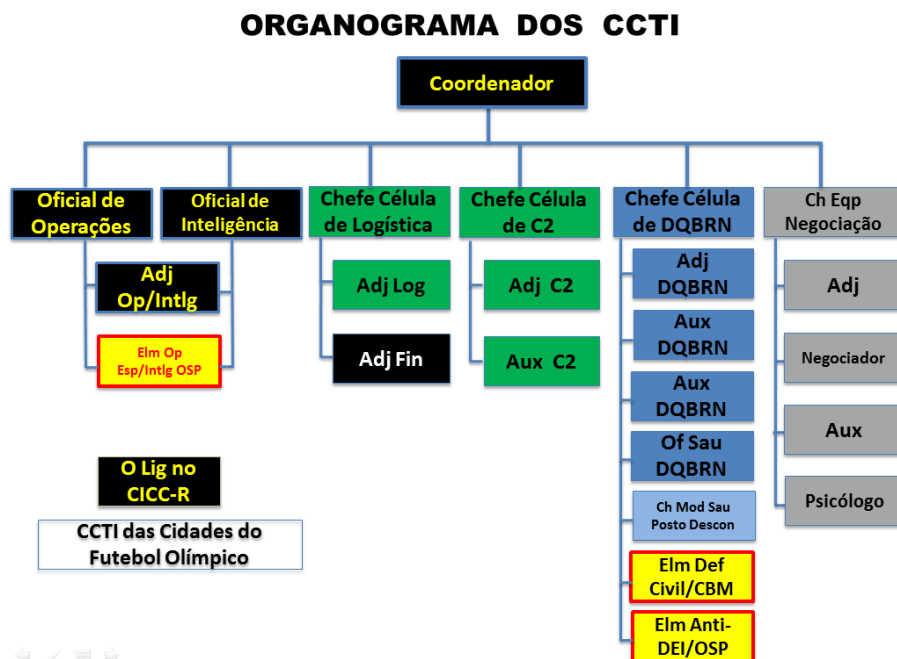 ORGANOGRAMA DOS CCTI
Coordenador
Oficial de
Operações
Oficial de
Inteligência
Chefe Célula
de Logística
Chefe Célula
de C2
Chefe Célula
de DQBRN
Ch Eqp
Negociação
Adj
Op/Intlg
Elm Op
Esp/Intlg OSP
Adj Log
Adj Fin
Adj C2
Aux C2
Adj
DQBRN
Aux
DQBRN
Aux
DQBRN
Of Sau
DQBRN
Ch Mod Sau
Posto Descon
Elm Def
Civil/CBM
Elm Anti-
DEI/OSP
Adj
Negociador
Aux
Psicólogo
O Lig no
CICC-R
CCTI das Cidades do
Futebol Olímpico